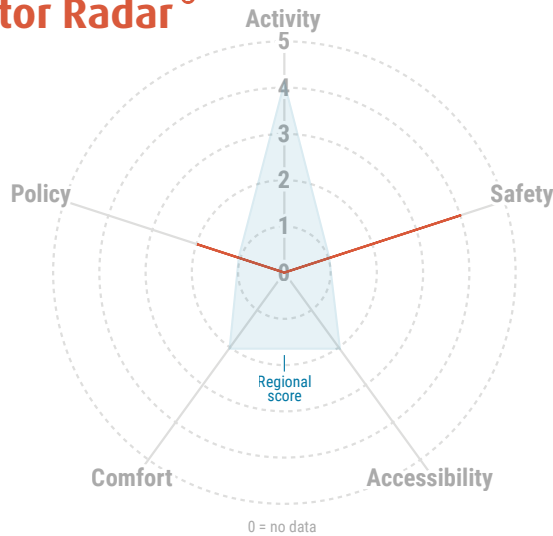 tor Radar
Activity
5
4
3
2
1
0
Policy
Safety
Regional
score
Comfort
Accessibility
0 = no data